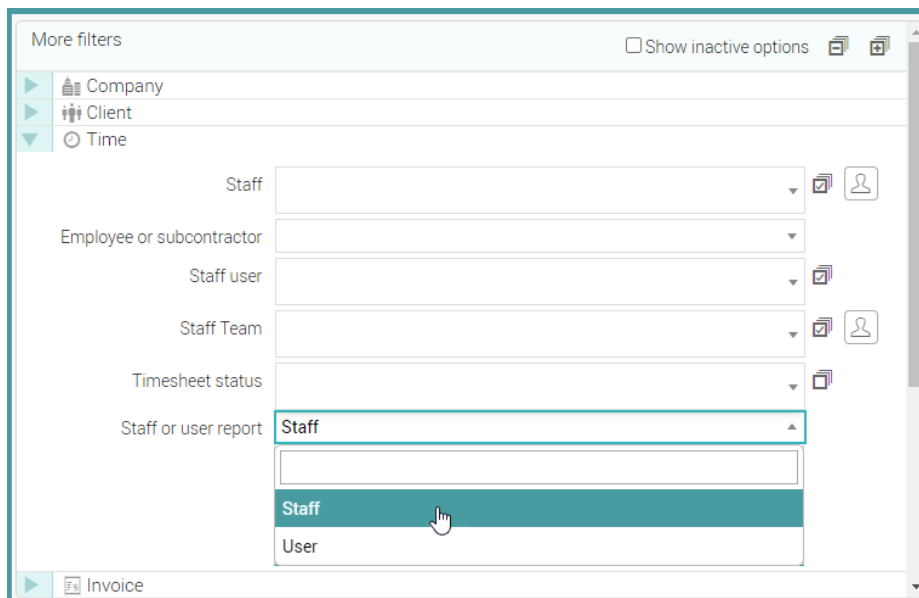 More filters
Show inactive options
Company
Client
Time
Staff
Employee or subcontractor
Staff user
Staff Team
Timesheet status
Staff or user report
Staff
Staff
User
Invoice